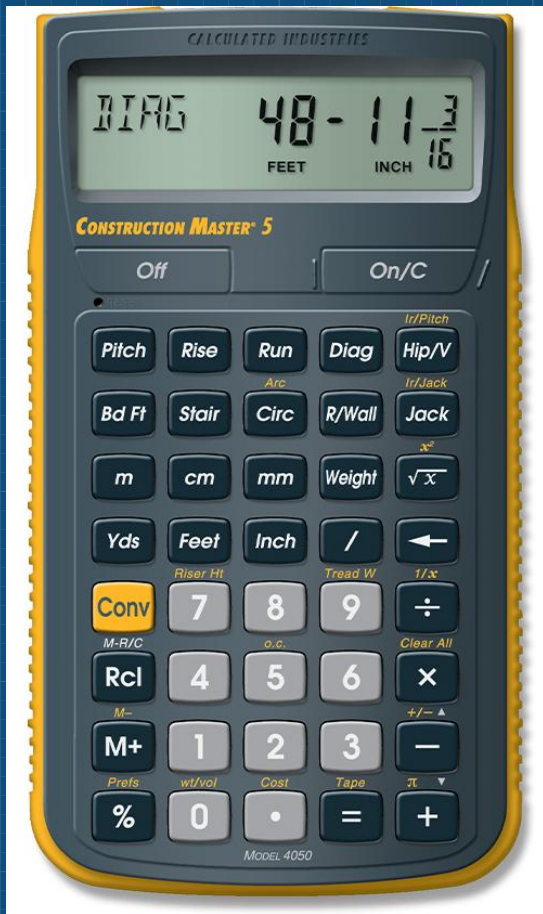 CALCULATED INDUSTRIES
DIAG 48-11 3/16
FEET INCH
CONSTRUCTION MASTER® 5
Off On/C
Ir/Pitch
Pitch Rise Run Diag Hip/V
Arc Ir/Jack
Bd Ft Stair Circ R/Wall Jack
x²
m cm mm Weight √x
Yds Feet Inch / ←
Riser Ht Tread W 1/x
Conv 7 8 9 ÷
M-R/C o.c. Clear All
Rcl 4 5 6 ×
M– +/– ▲
M+ 1 2 3 –
Prefs wt/vol Cost Tape π ▼
% 0 • = +
MODEL 4050